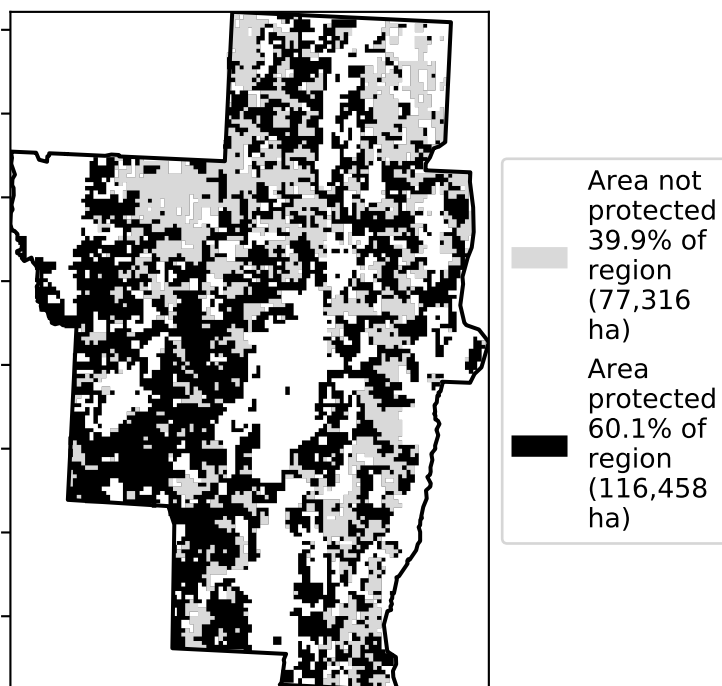 Area not
protected
39.9% of
region
(77,316
ha)
Area
protected
60.1% of
region
(116,458
ha)